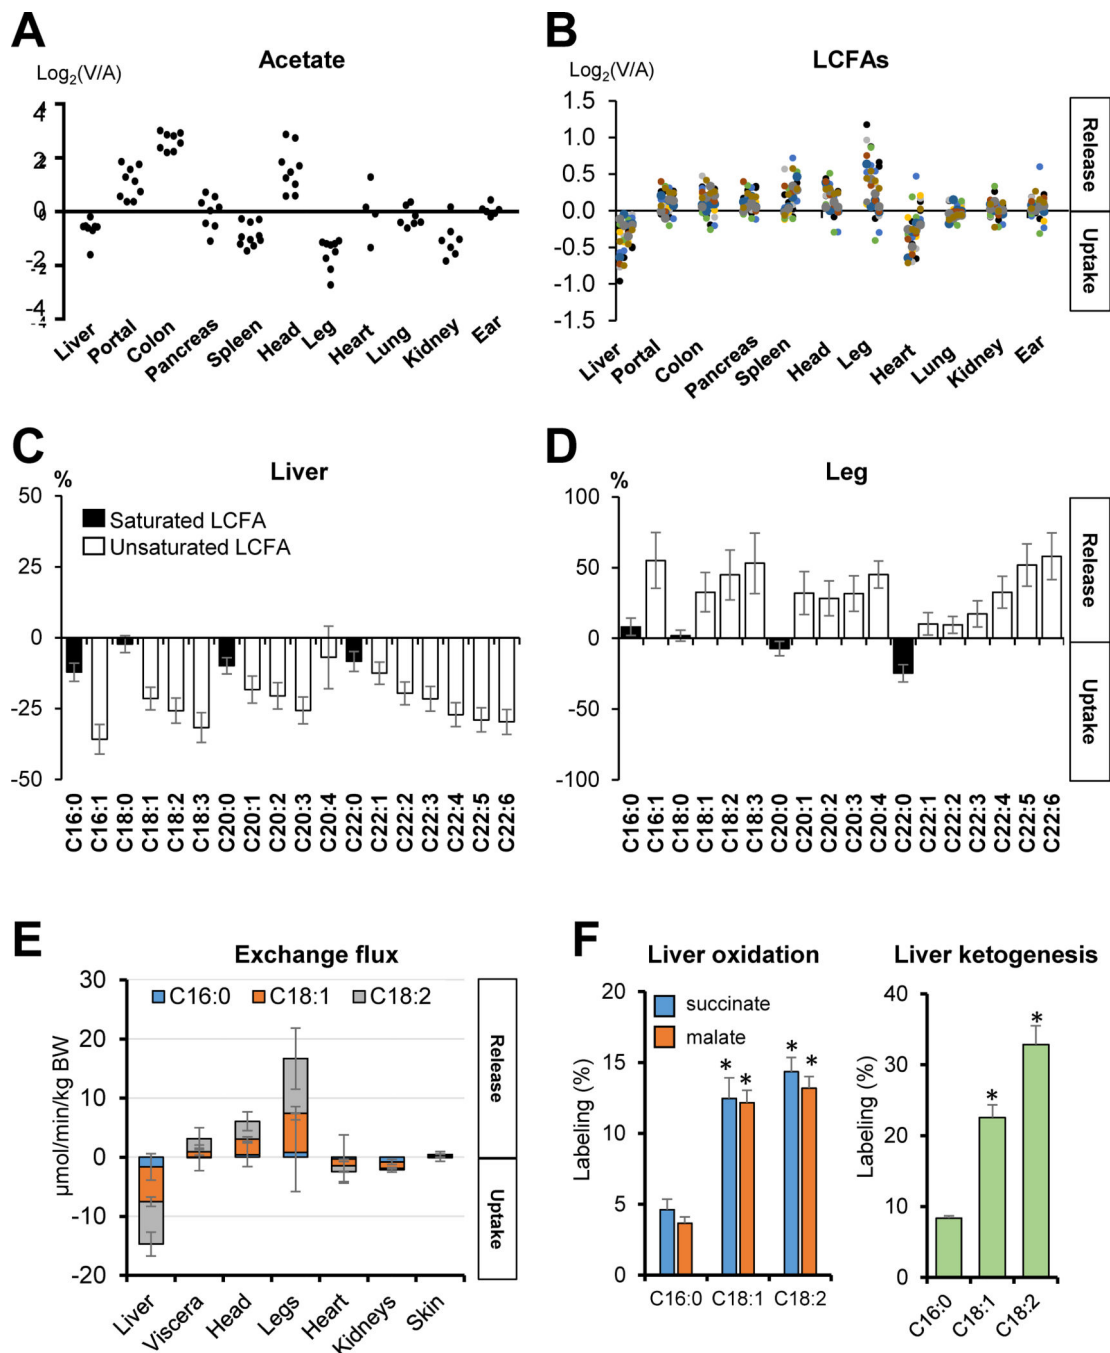 A
Acetate
Log2(V/A)
4
2
0
-2
-4
Liver
Portal
Colon
Pancreas
Spleen
Head
Leg
Heart
Lung
Kidney
Ear
B
LCFAs
Log2(V/A)
1.5
1.0
0.5
0.0
-0.5
-1.0
-1.5
Release
Uptake
Liver
Portal
Colon
Pancreas
Spleen
Head
Leg
Heart
Lung
Kidney
Ear
C
Liver
%
50
25
0
-25
-50
Saturated LCFA
Unsaturated LCFA
C16:0
C16:1
C18:0
C18:1
C18:2
C18:3
C20:0
C20:1
C20:2
C20:3
C20:4
C22:0
C22:1
C22:2
C22:3
C22:4
C22:5
C22:6
D
Leg
%
100
50
0
-50
-100
Release
Uptake
C16:0
C16:1
C18:0
C18:1
C18:2
C18:3
C20:0
C20:1
C20:2
C20:3
C20:4
C22:0
C22:1
C22:2
C22:3
C22:4
C22:5
C22:6
E
Exchange flux
µmol/min/kg BW
30
20
10
0
-10
-20
C16:0
C18:1
C18:2
Release
Uptake
Liver
Viscera
Head
Legs
Heart
Kidneys
Skin
F
Liver oxidation
Labeling (%)
20
15
10
5
0
succinate
malate
* *
* *
C16:0
C18:1
C18:2
Liver ketogenesis
Labeling (%)
40
30
20
10
0
*
*
C16:0
C18:1
C18:2